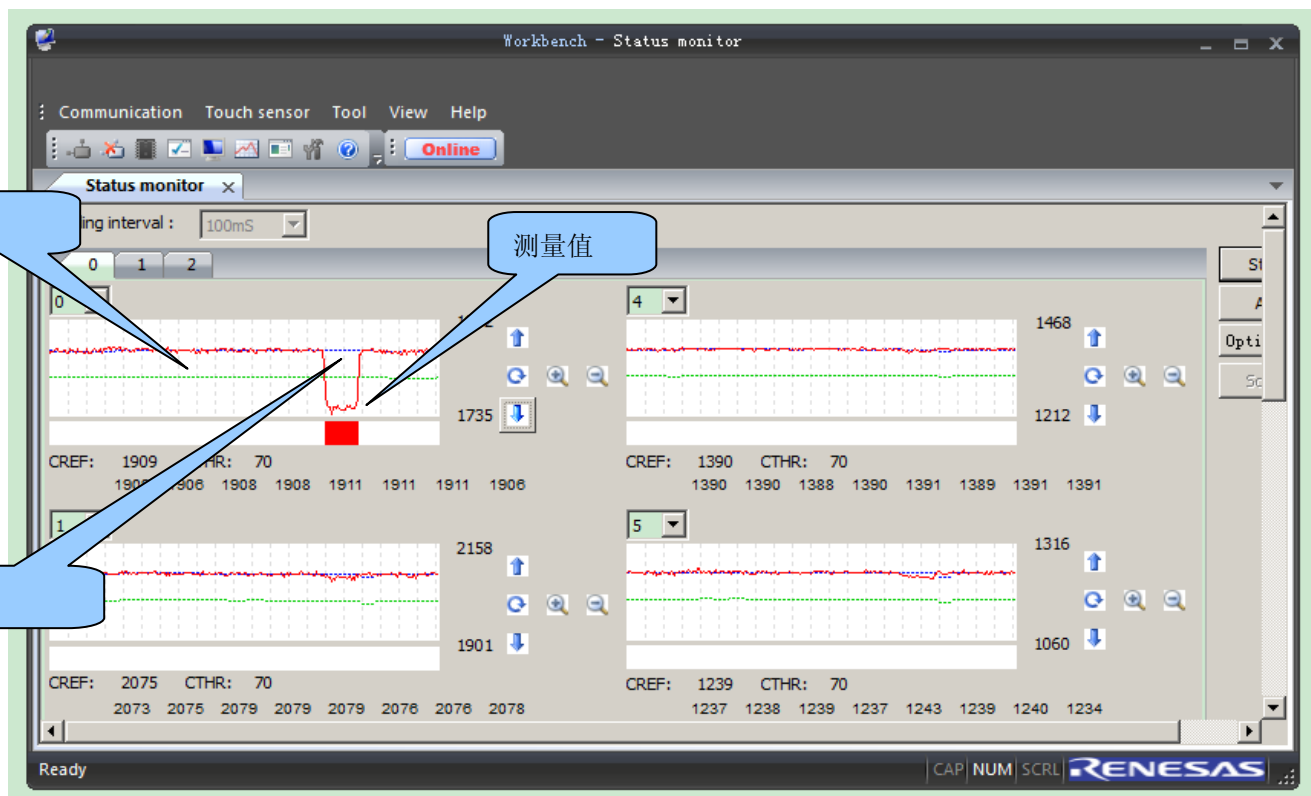 Workbench - Status monitor
Communication Touch sensor Tool View Help
Online
Status monitor
ing interval : 100mS
测量值
0 1 2
0
4
1468
Opti
1735
1212
CREF: 1909 HR: 70
CREF: 1390 CTHR: 70
1906 1908 1908 1911 1911 1911 1906
1390 1390 1388 1390 1391 1389 1391 1391
1
5
2158
1316
1901
1060
CREF: 2075 CTHR: 70
CREF: 1239 CTHR: 70
2073 2075 2079 2079 2079 2076 2076 2078
1237 1238 1239 1237 1243 1239 1240 1234
Ready
CAP NUM SCRL RENESAS